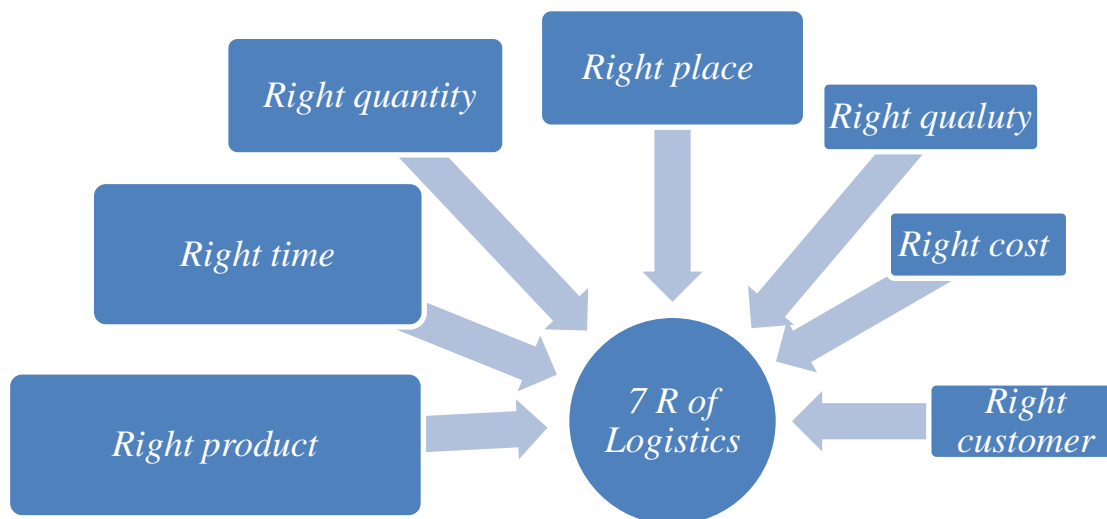 Right place
Right quantity
Right qualuty
Right time
Right cost
Right product
7 R of
Logistics
Right
customer